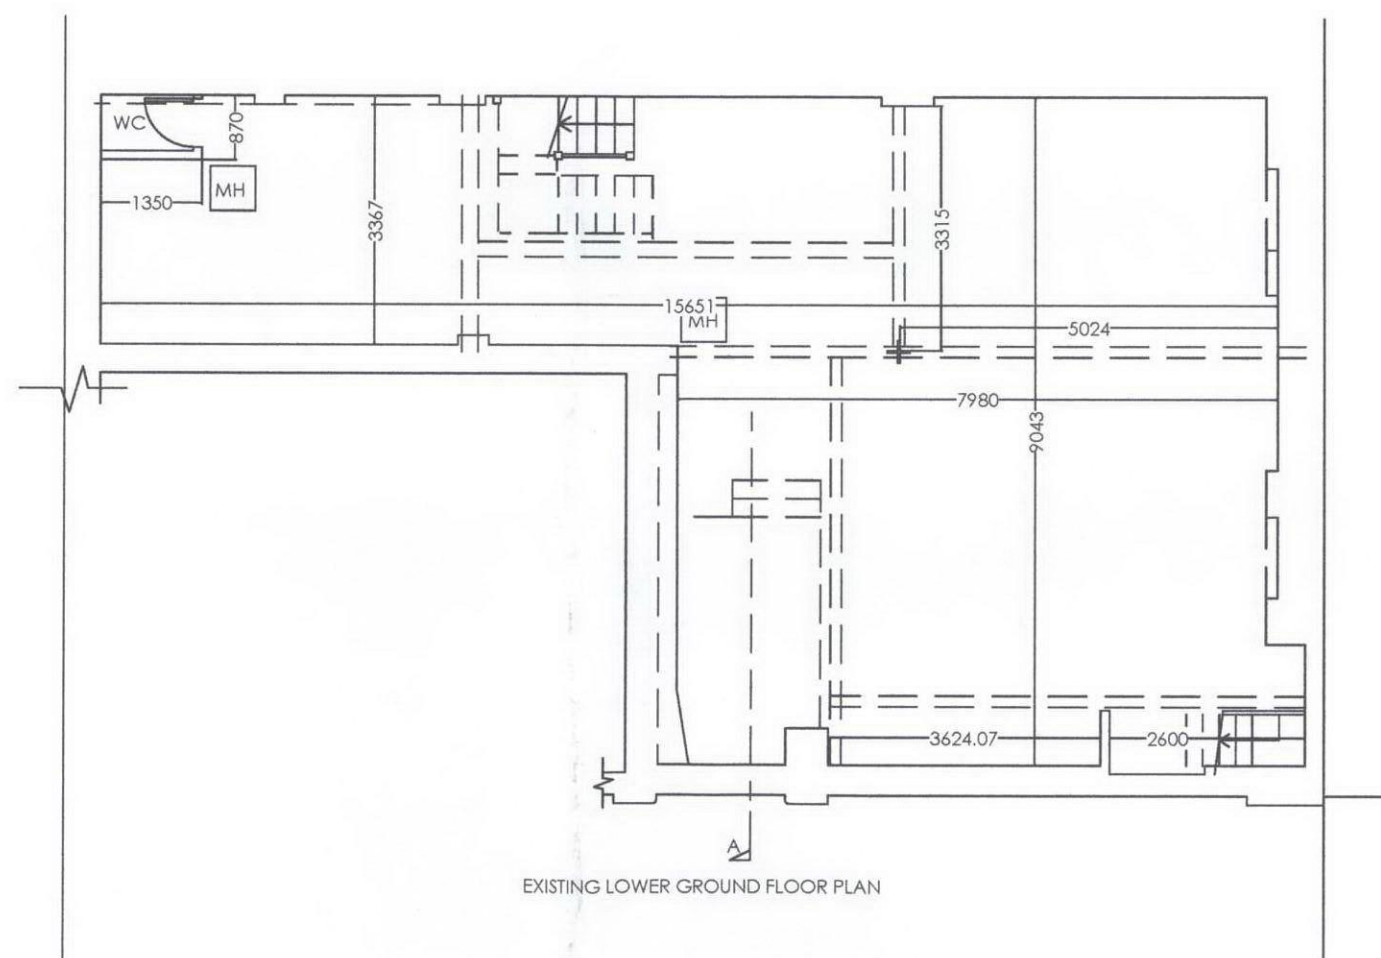 WC
870
MH
1350
3367
3315
15651
MH
5024
7980
9043
3624.07
2600
A
EXISTING LOWER GROUND FLOOR PLAN